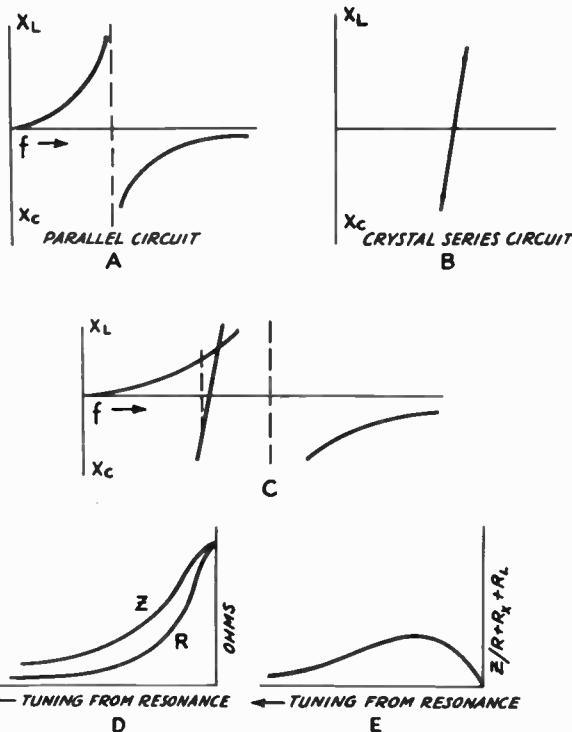 XL
f →
Xc
PARALLEL CIRCUIT
A
XL
Xc
CRYSTAL SERIES CIRCUIT
B
XL
f →
Xc
C
Z
R
OHMS
— TUNING FROM RESONANCE
D
Z/R+Rx+RL
← TUNING FROM RESONANCE
E